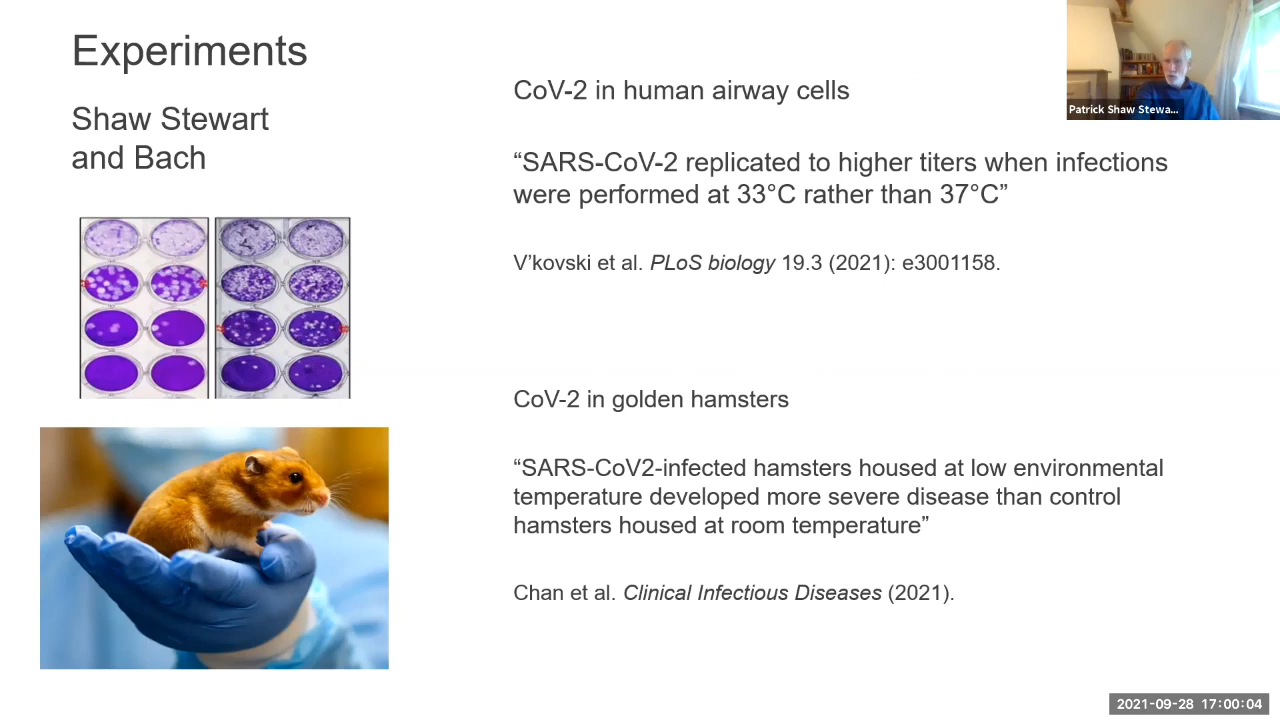 Experiments
Shaw Stewart
and Bach
CoV-2 in human airway cells
“SARS-CoV-2 replicated to higher titers when infections
were performed at 33°C rather than 37°C”
V’kovski et al. PLoS biology 19.3 (2021): e3001158.
CoV-2 in golden hamsters
“SARS-CoV2-infected hamsters housed at low environmental
temperature developed more severe disease than control
hamsters housed at room temperature”
Chan et al. Clinical Infectious Diseases (2021).
Patrick Shaw Stewa...
2021-09-28 17:00:04